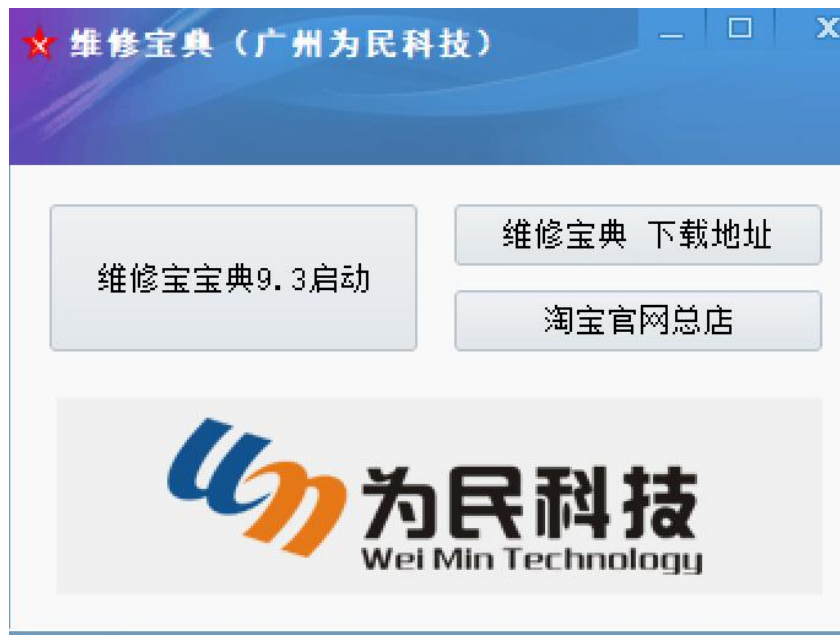 维修宝典（广州为民科技）
维修宝宝典9.3启动
维修宝典 下载地址
淘宝官网总店
为民科技
Wei Min Technology